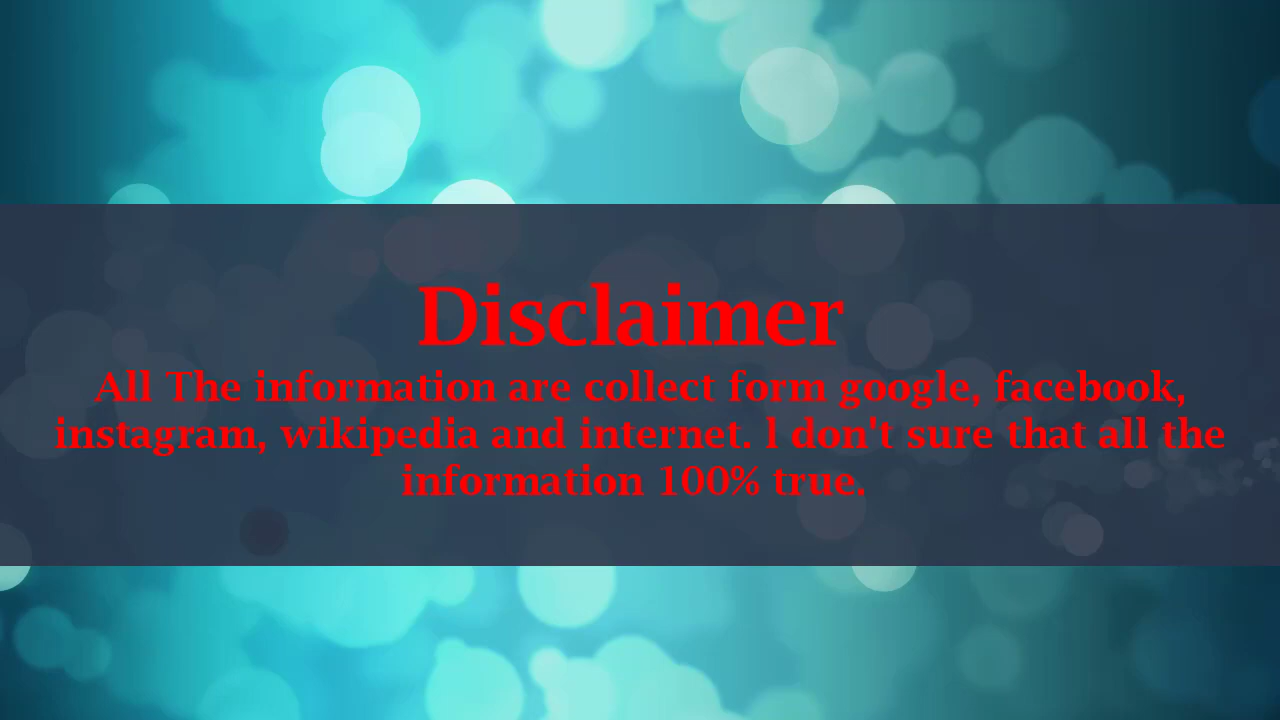 Disclaimer
All The information are collect form google, facebook,
instagram, wikipedia and internet. l don't sure that all the
information 100% true.